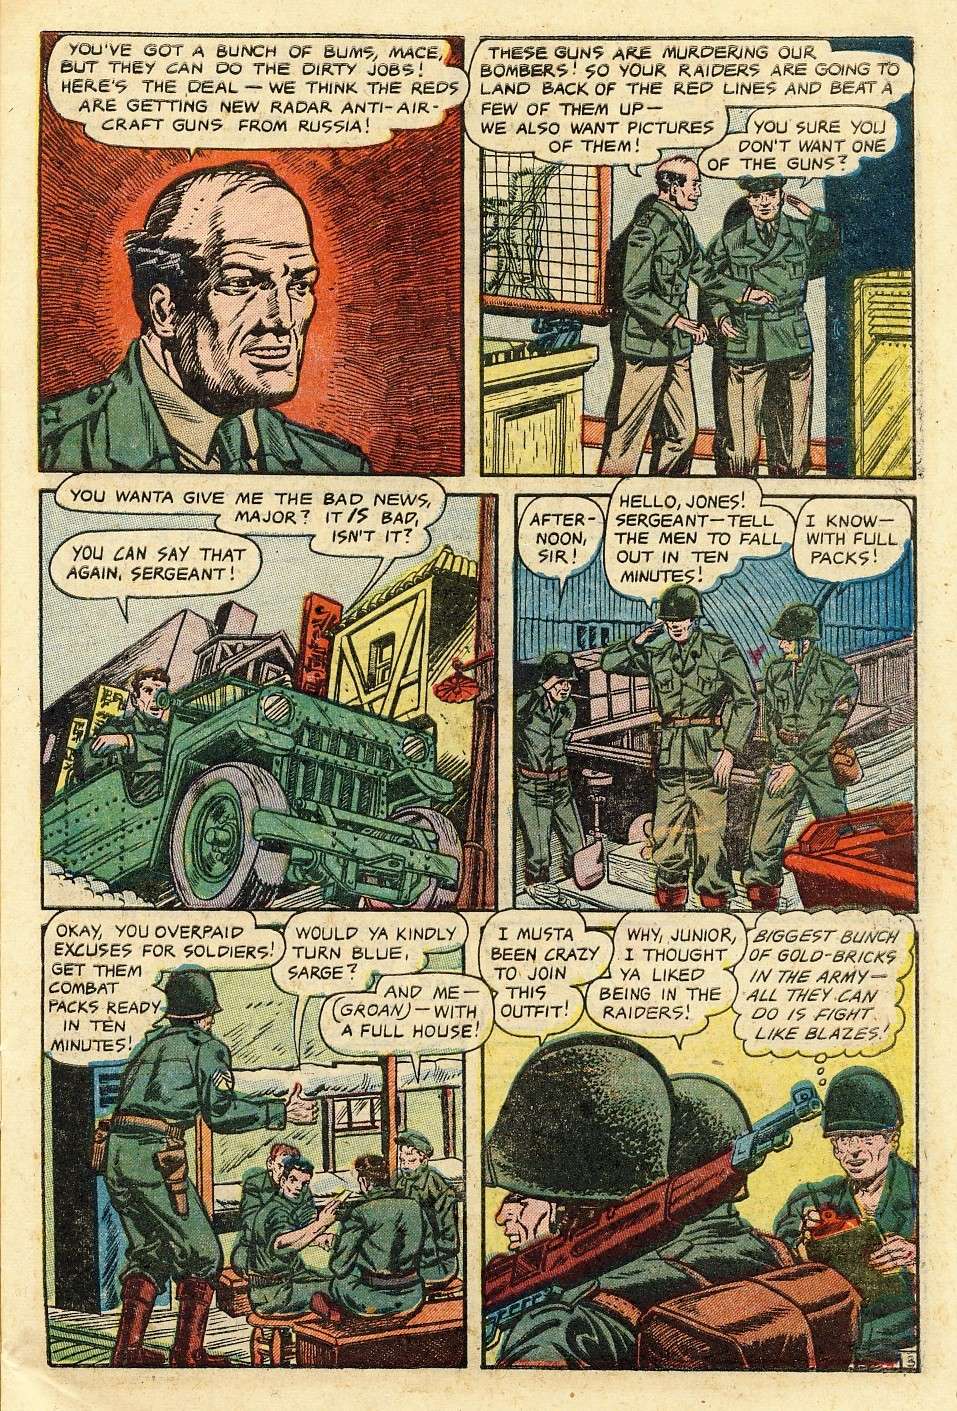 YOU'VE GOT A BUNCH OF BUMS, MACE,
BUT THEY CAN DO THE DIRTY JOBS!
HERE'S THE DEAL — WE THINK THE REDS
ARE GETTING NEW RADAR ANTI-AIR-
CRAFT GUNS FROM RUSSIA!
THESE GUNS ARE MURDERING OUR
BOMBERS! SO YOUR RAIDERS ARE GOING TO
LAND BACK OF THE RED LINES AND BEAT A
FEW OF THEM UP—
WE ALSO WANT PICTURES
OF THEM!
YOU SURE YOU
DON'T WANT ONE
OF THE GUNS?
YOU WANTA GIVE ME THE BAD NEWS,
MAJOR? IT IS BAD,
ISN'T IT?
YOU CAN SAY THAT
AGAIN, SERGEANT!
AFTER-
NOON,
SIR!
HELLO, JONES!
SERGEANT—TELL
THE MEN TO FALL
OUT IN TEN
MINUTES!
I KNOW—
WITH FULL
PACKS!
OKAY, YOU OVERPAID
EXCUSES FOR SOLDIERS!
GET THEM
COMBAT
PACKS READY
IN TEN
MINUTES!
WOULD YA KINDLY
TURN BLUE,
SARGE?
AND ME—
(GROAN)—WITH
A FULL HOUSE!
I MUSTA
BEEN CRAZY
TO JOIN
THIS
OUTFIT!
WHY, JUNIOR,
I THOUGHT
YA LIKED
BEING IN THE
RAIDERS!
BIGGEST BUNCH
OF GOLD-BRICKS
IN THE ARMY—
ALL THEY CAN
DO IS FIGHT
LIKE BLAZES!
3